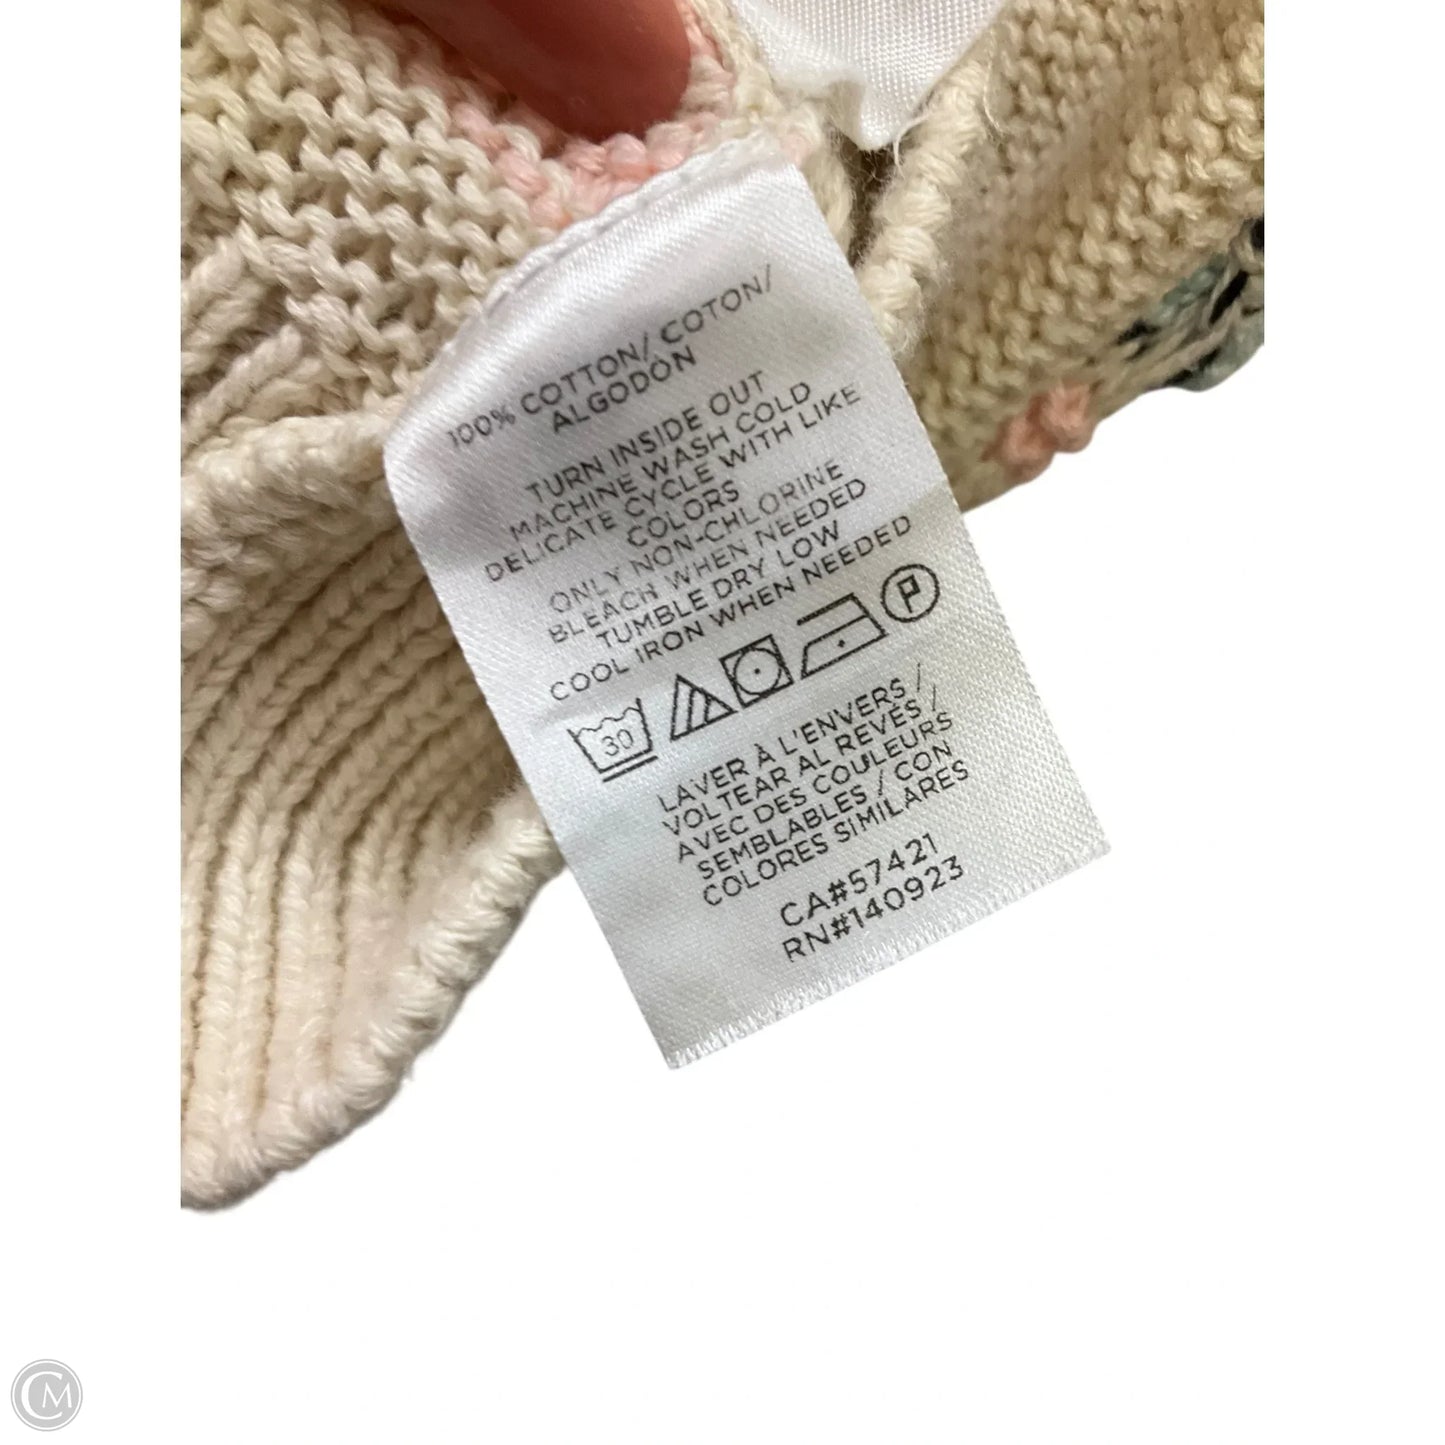 100% COTTON/ COTON/
ALGODÓN
TURN INSIDE OUT
MACHINE WASH COLD
DELICATE CYCLE WITH LIKE
COLORS
ONLY NON-CHLORINE
BLEACH WHEN NEEDED
TUMBLE DRY LOW
COOL IRON WHEN NEEDED
30
P
LAVER À L'ENVERS /
VOLTEAR AL REVÉS /
AVEC DES COULEURS
SEMBLABLES / CON
COLORES SIMILARES
CA#57421
RN#140923
CM